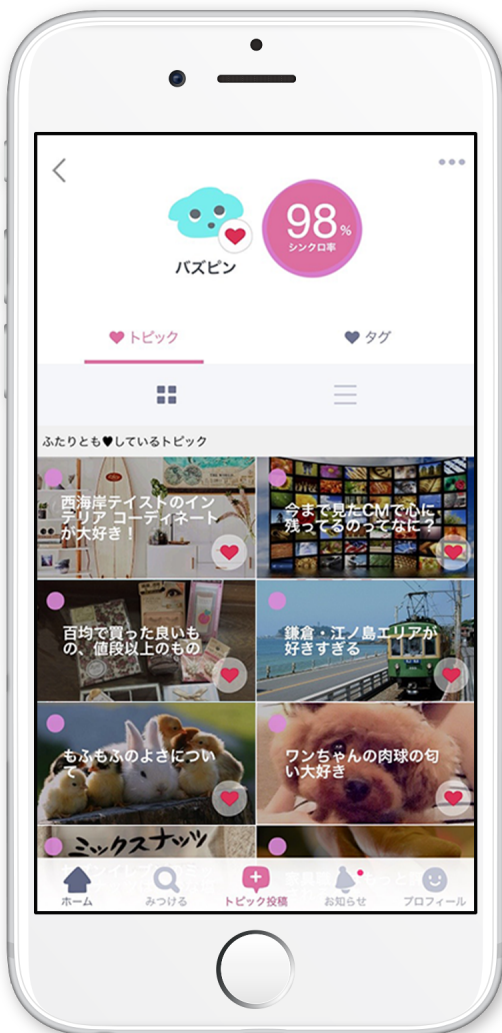 98%
シンクロ率
バズピン
トピック
タグ
ふたりとも♥しているトピック
西海岸テイストのイン
テリア コーディネート
が大好き！
今まで見たCMで心に
残ってるのってなに？
百均で買った良いも
の、値段以上のもの
鎌倉・江ノ島エリアが
好きすぎる
もふもふのよさについ
て
ワンちゃんの肉球の匂
い大好き
ミックスナッツ
ホーム
みつける
トピック投稿
お知らせ
プロフィール